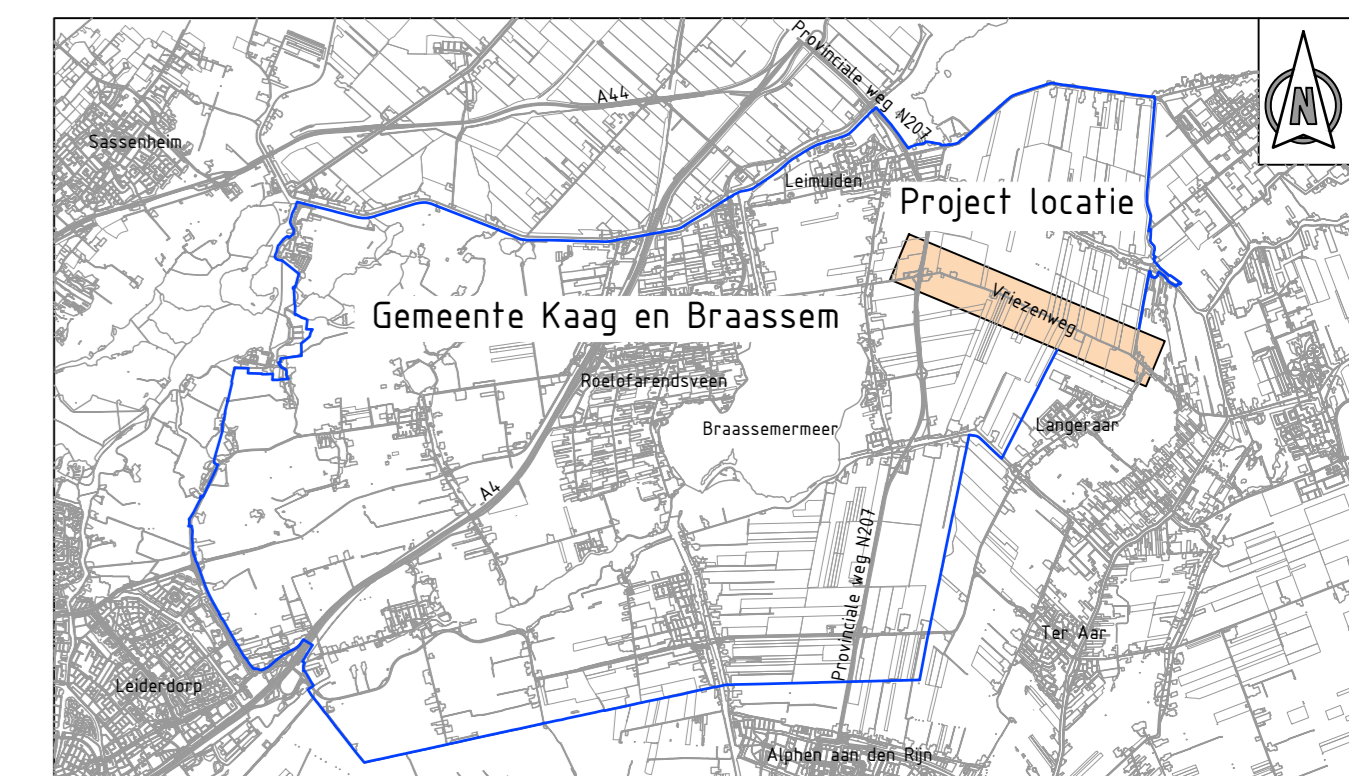 Provinciale weg N207
N
A44
Sassenheim
Leimuiden
Project locatie
Vriezenweg
Gemeente Kaag en Braassem
Roelofarendsveen
Braassemermeer
Langeraar
A4
Provinciale weg N207
Ter Aar
Leiderdorp
Alphen aan den Rijn